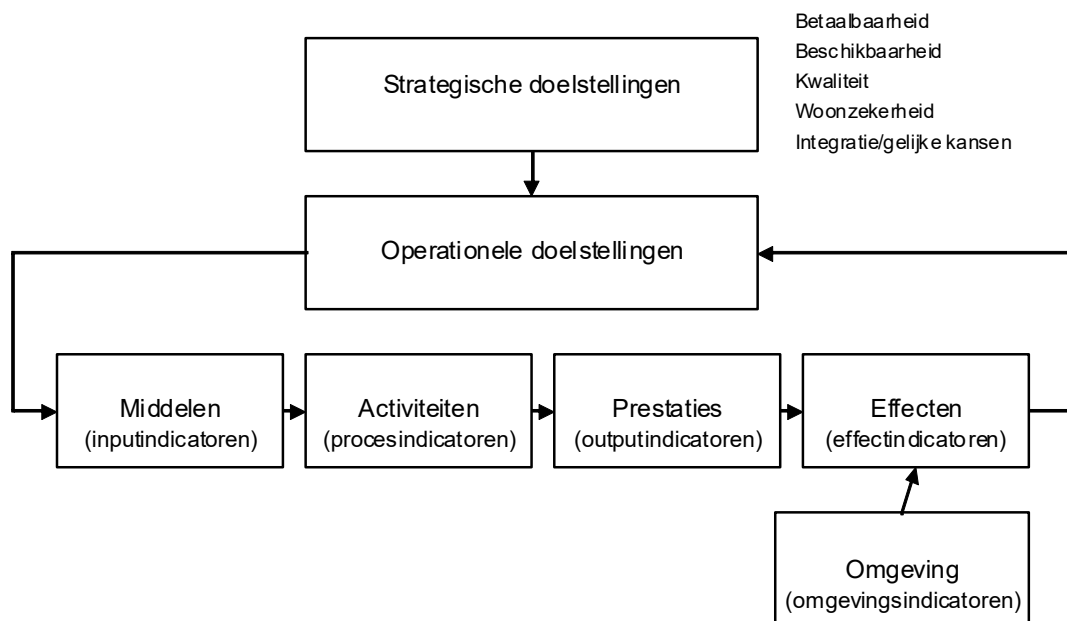 Betaalbaarheid
Beschikbaarheid
Kwaliteit
Woonzekerheid
Integratie/gelijke kansen
Strategische doelstellingen
Operationele doelstellingen
Middelen
(inputindicatoren)
Activiteiten
(procesindicatoren)
Prestaties
(outputindicatoren)
Effecten
(effectindicatoren)
Omgeving
(omgevingsindicatoren)